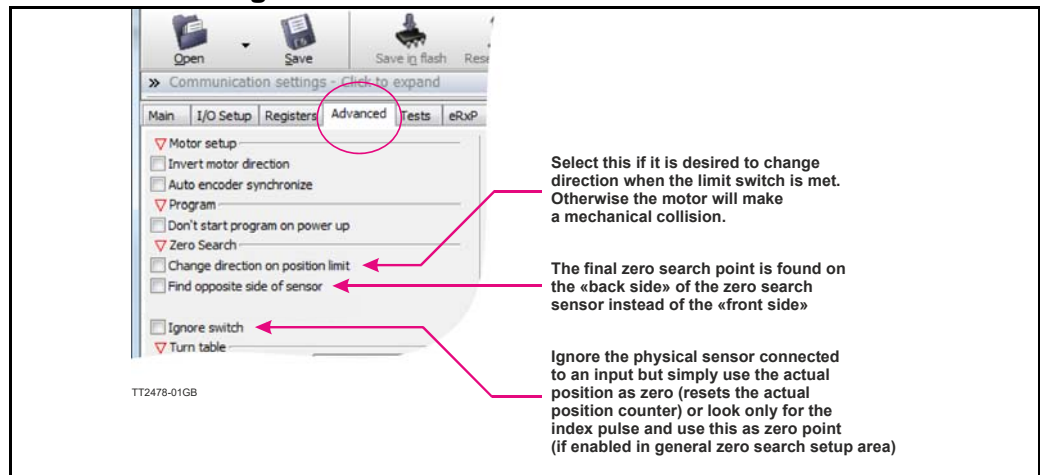 Open
Save
Save in flash
Rese
» Communication settings - Click to expand
Main
I/O Setup
Registers
Advanced
Tests
eRxP
Motor setup
Invert motor direction
Auto encoder synchronize
Program
Don't start program on power up
Zero Search
Change direction on position limit
Find opposite side of sensor
Ignore switch
Turn table
TT2478-01GB
Select this if it is desired to change
direction when the limit switch is met.
Otherwise the motor will make
a mechanical collision.
The final zero search point is found on
the «back side» of the zero search
sensor instead of the «front side»
Ignore the physical sensor connected
to an input but simply use the actual
position as zero (resets the actual
position counter) or look only for the
index pulse and use this as zero point
(if enabled in general zero search setup area)